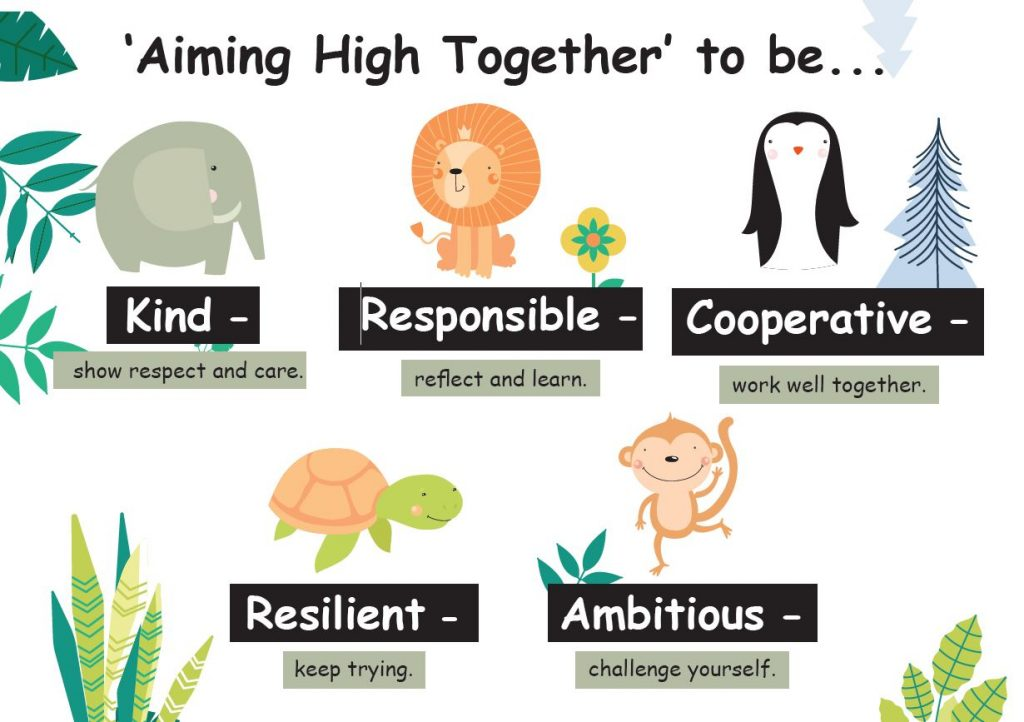 ‘Aiming High Together’ to be...
Kind -
show respect and care.
Responsible -
reflect and learn.
Cooperative -
work well together.
Resilient -
keep trying.
Ambitious -
challenge yourself.